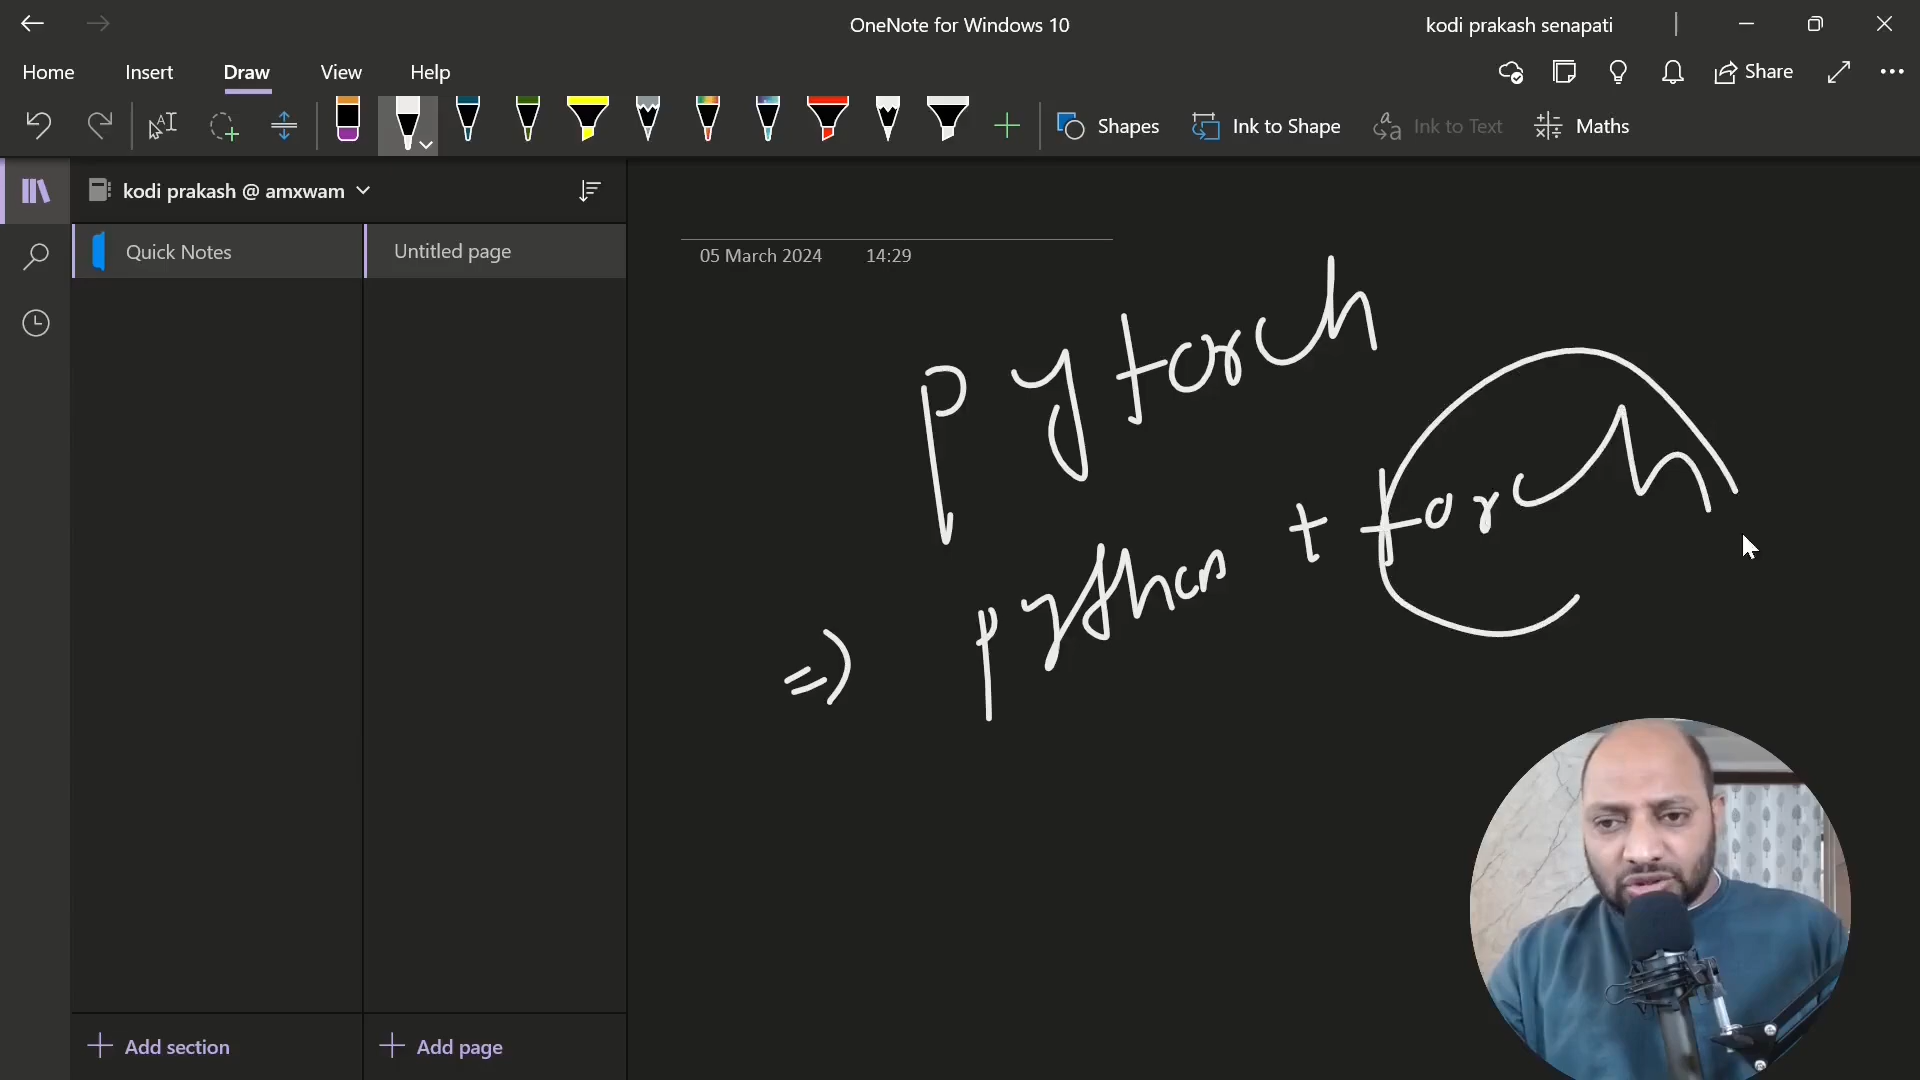 OneNote for Windows 10
kodi prakash senapati
Home Insert Draw View Help
Share
Shapes Ink to Shape Ink to Text Maths
kodi prakash @ amxwam
Quick Notes
Untitled page
05 March 2024 14:29
pytorch
=> python + torch
Add section
Add page